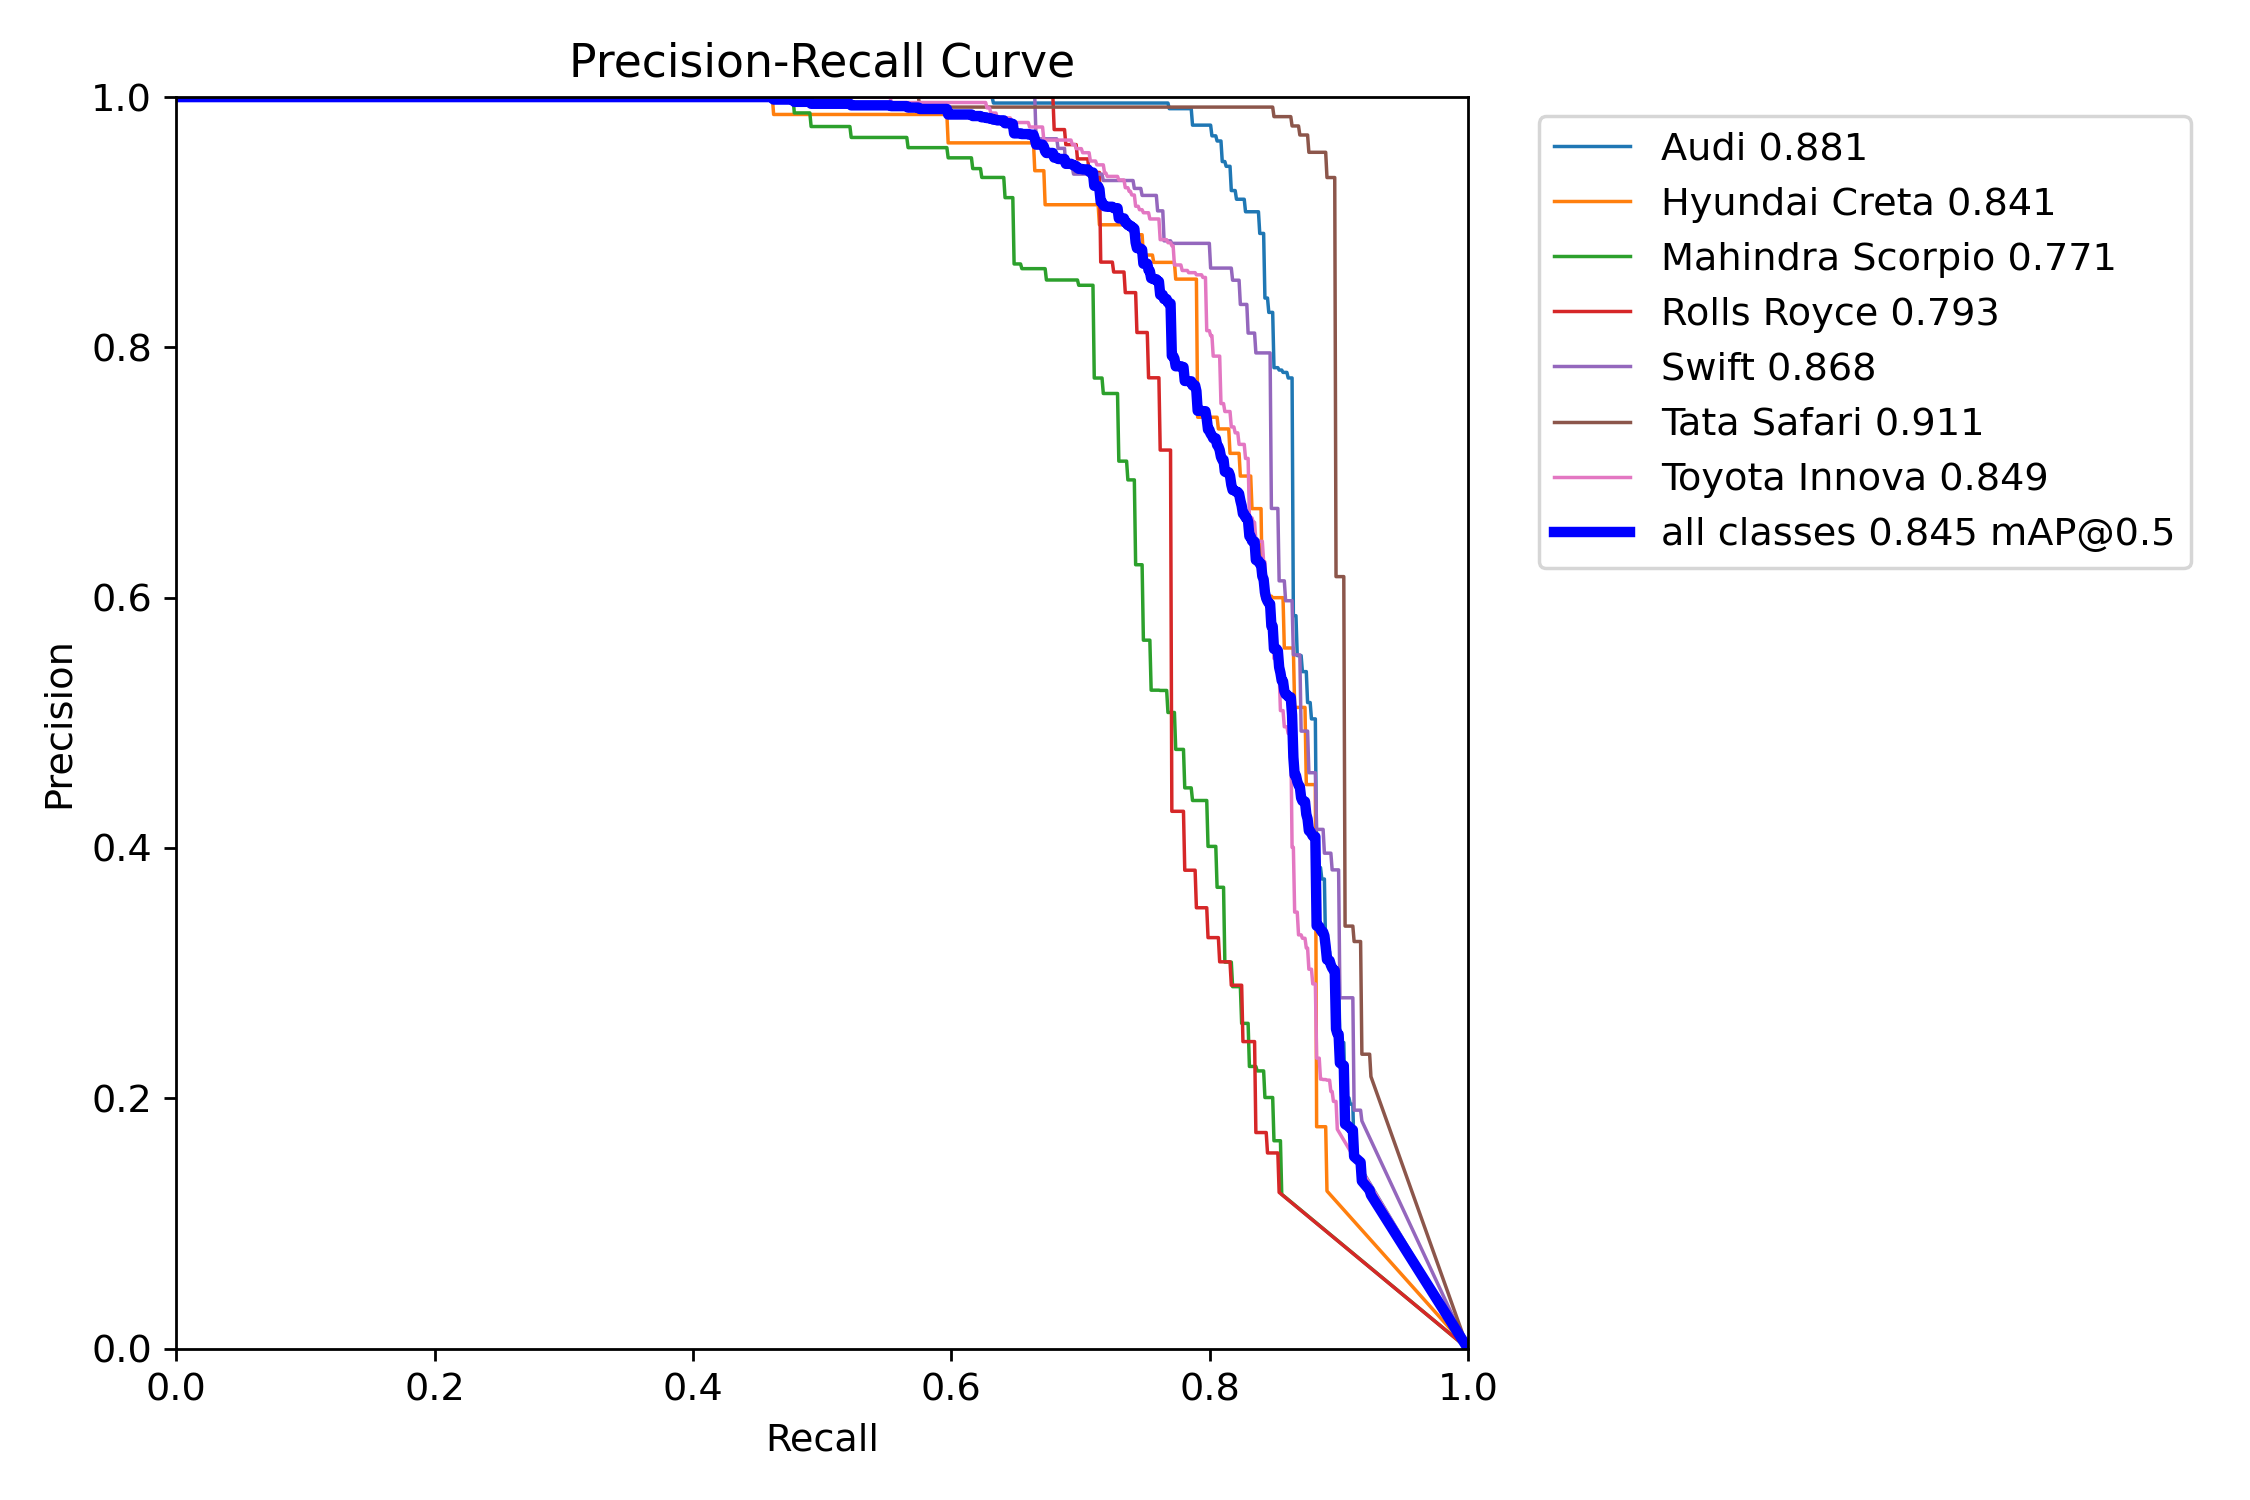 Precision-Recall Curve
1.0
0.8
0.6
0.4
0.2
0.0
Precision
0.0 0.2 0.4 0.6 0.8 1.0
Recall
Audi 0.881
Hyundai Creta 0.841
Mahindra Scorpio 0.771
Rolls Royce 0.793
Swift 0.868
Tata Safari 0.911
Toyota Innova 0.849
all classes 0.845 mAP@0.5